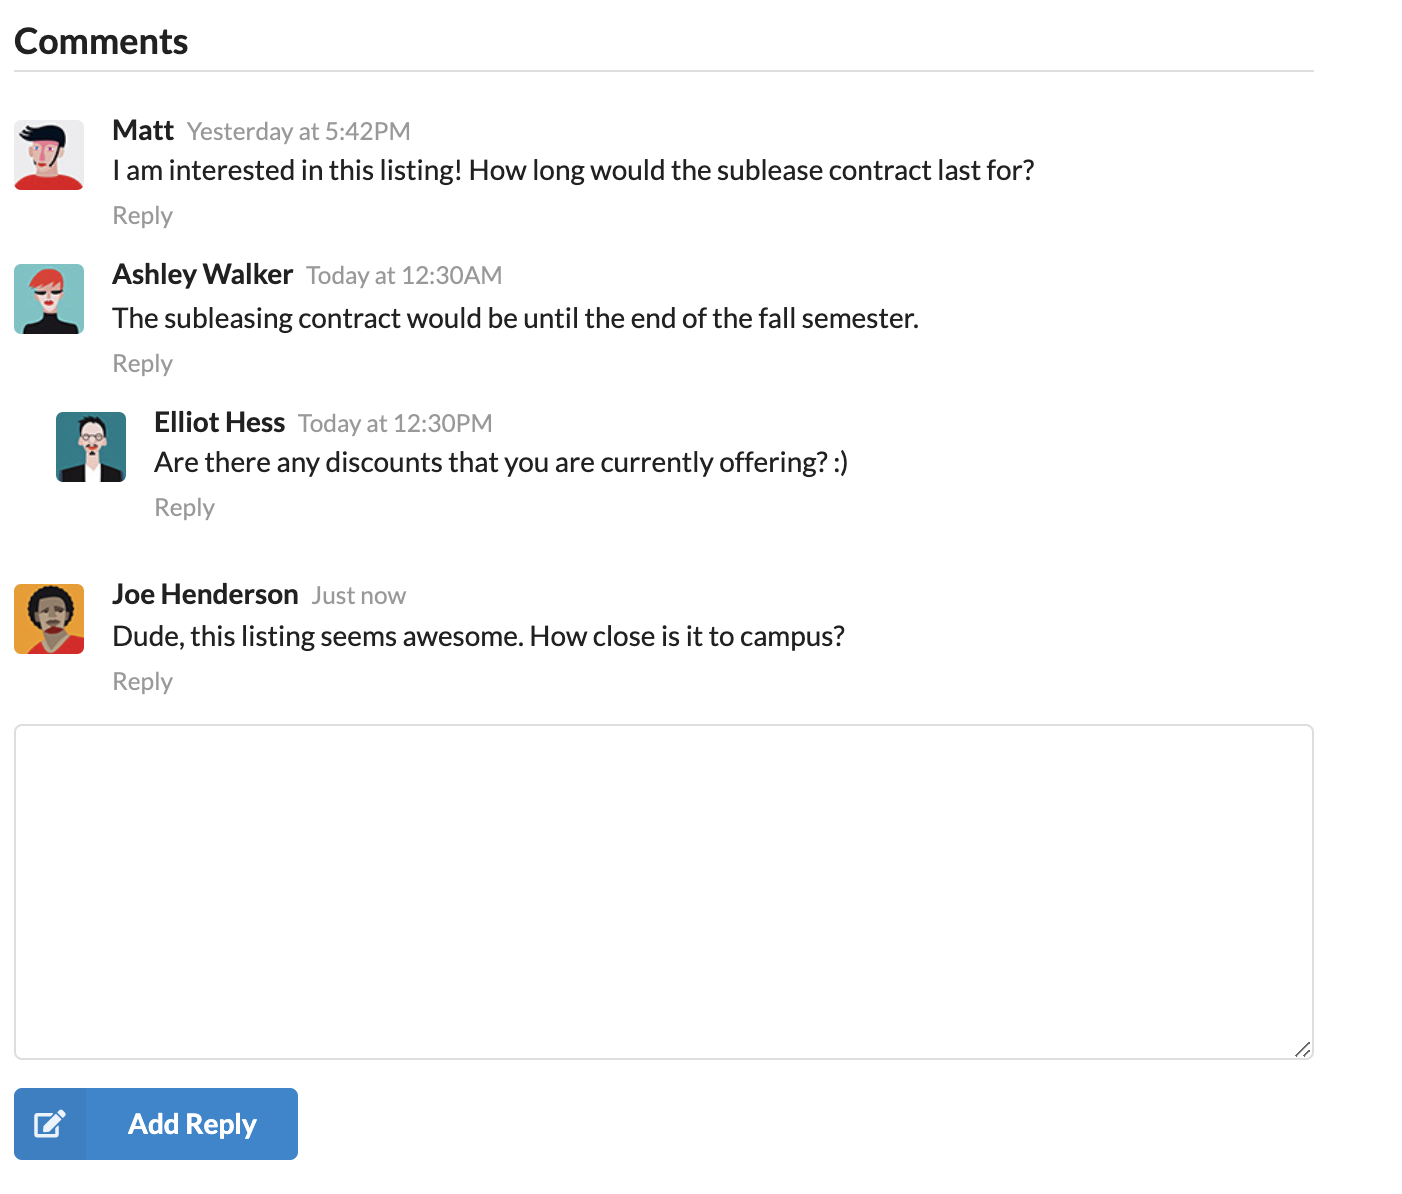 Comments
Matt Yesterday at 5:42PM
I am interested in this listing! How long would the sublease contract last for?
Reply
Ashley Walker Today at 12:30AM
The subleasing contract would be until the end of the fall semester.
Reply
Elliot Hess Today at 12:30PM
Are there any discounts that you are currently offering? :)
Reply
Joe Henderson Just now
Dude, this listing seems awesome. How close is it to campus?
Reply
Add Reply